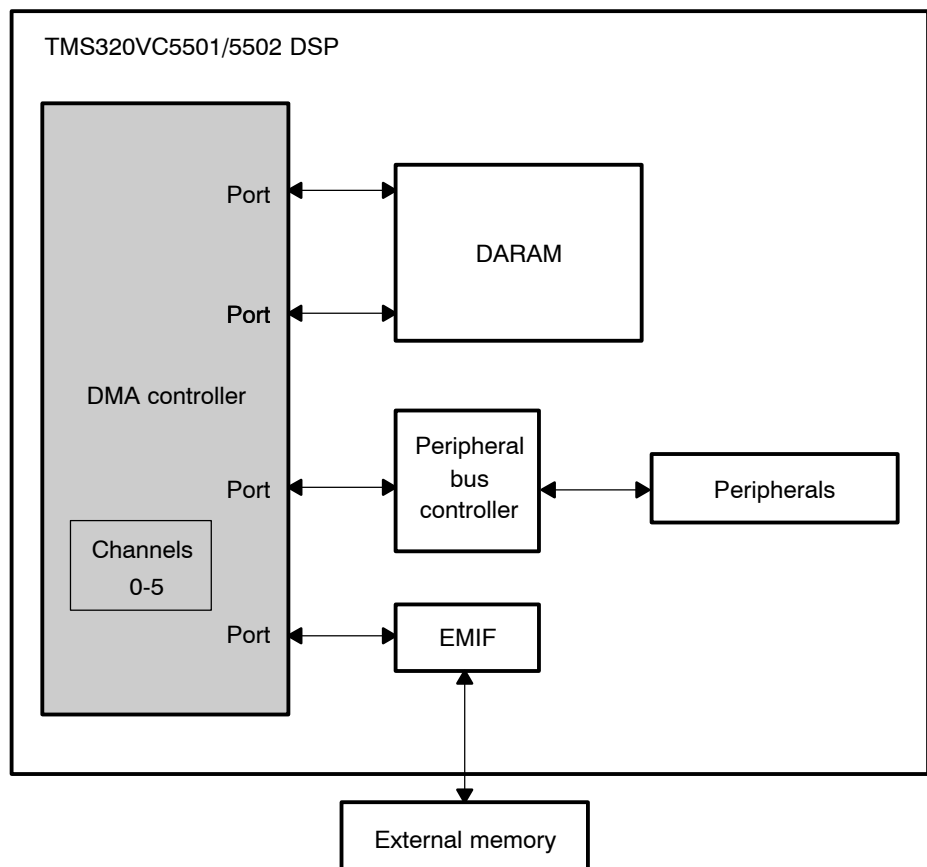 TMS320VC5501/5502 DSP
Port
DARAM
Port
DMA controller
Peripheral
bus
controller
Port
Peripherals
Channels
0-5
Port
EMIF
External memory